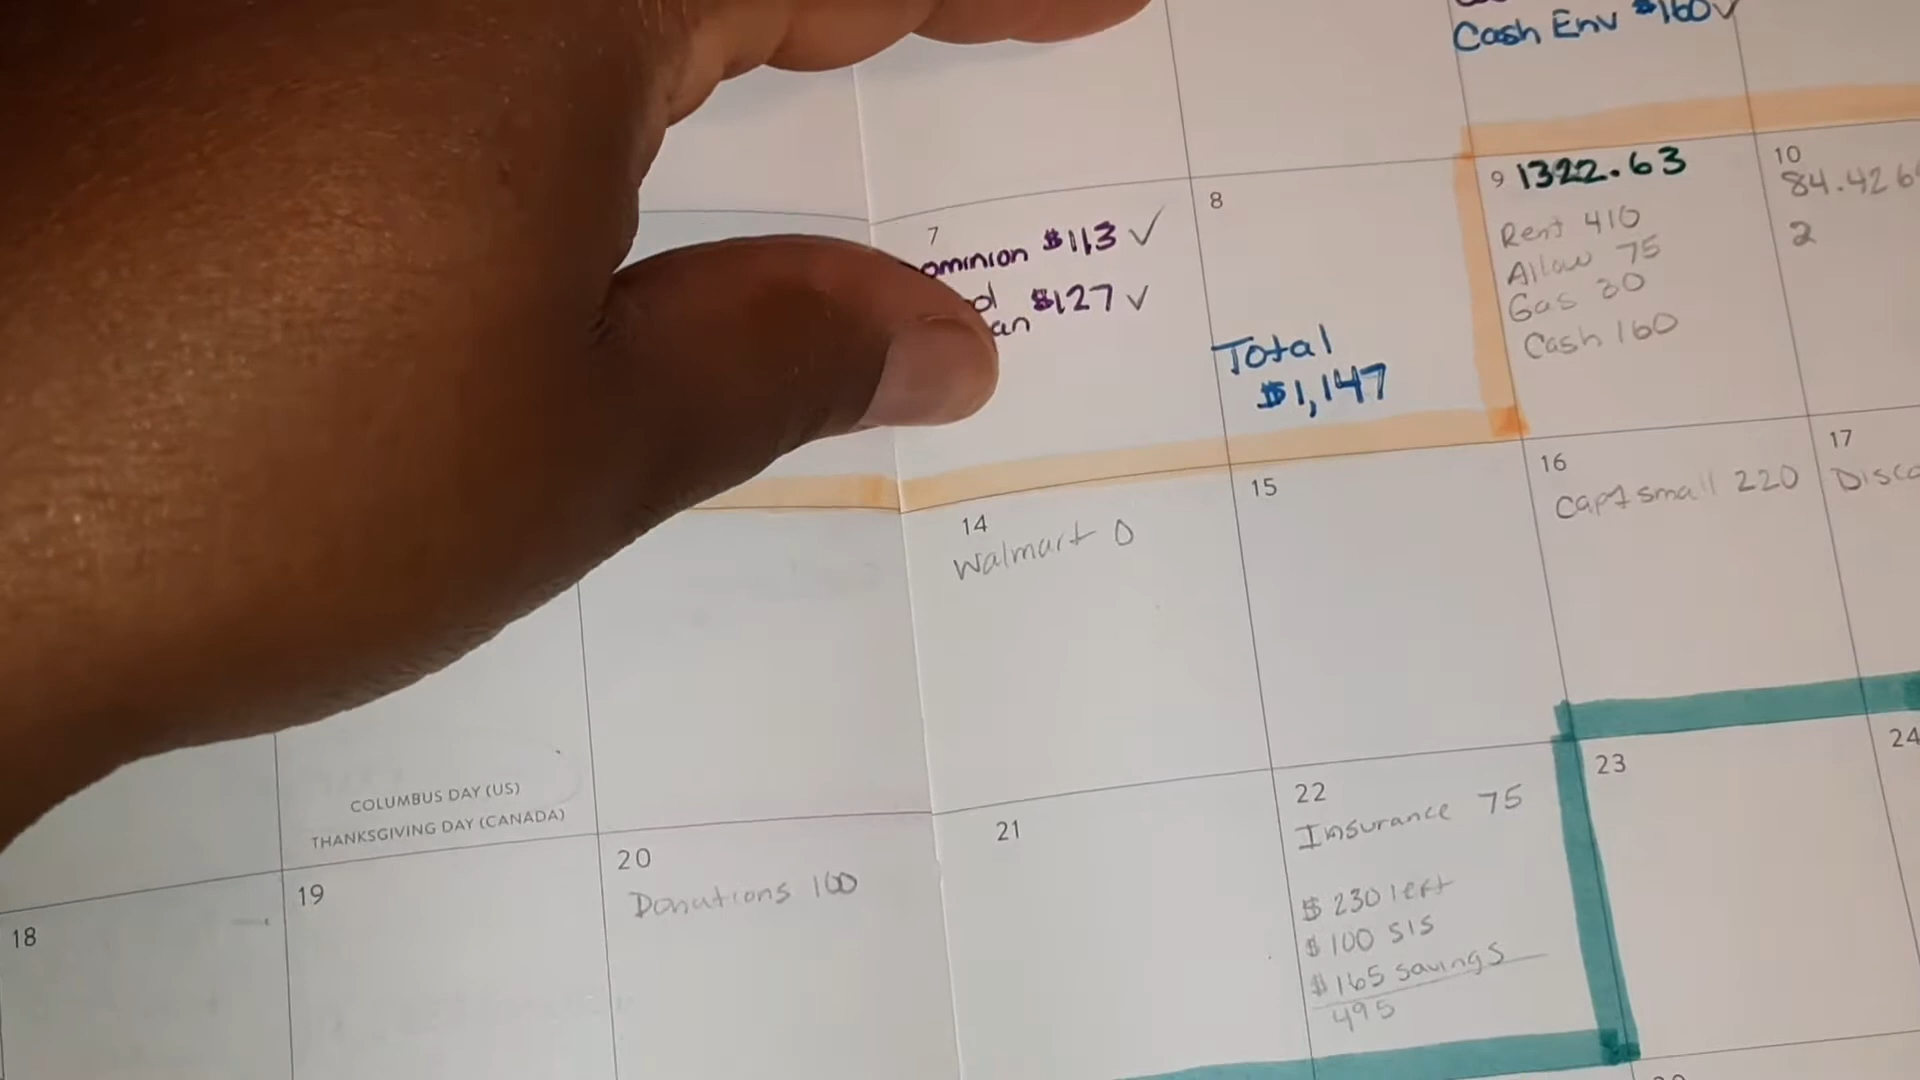 Cash Env $160✓
7
ominion $113 ✓
$127 ✓
an
8
Total
$1,147
9 1322.63
Rent 410
Allow 75
Gas 30
Cash 160
10
84.42
2
14
Walmart 0
15
16
small 220
17
COLUMBUS DAY (US)
THANKSGIVING DAY (CANADA)
18
19
20
Donations 100
21
22
Insurance 75
$ 230 left
$ 100 sis
$ 165 savings
495
23
24